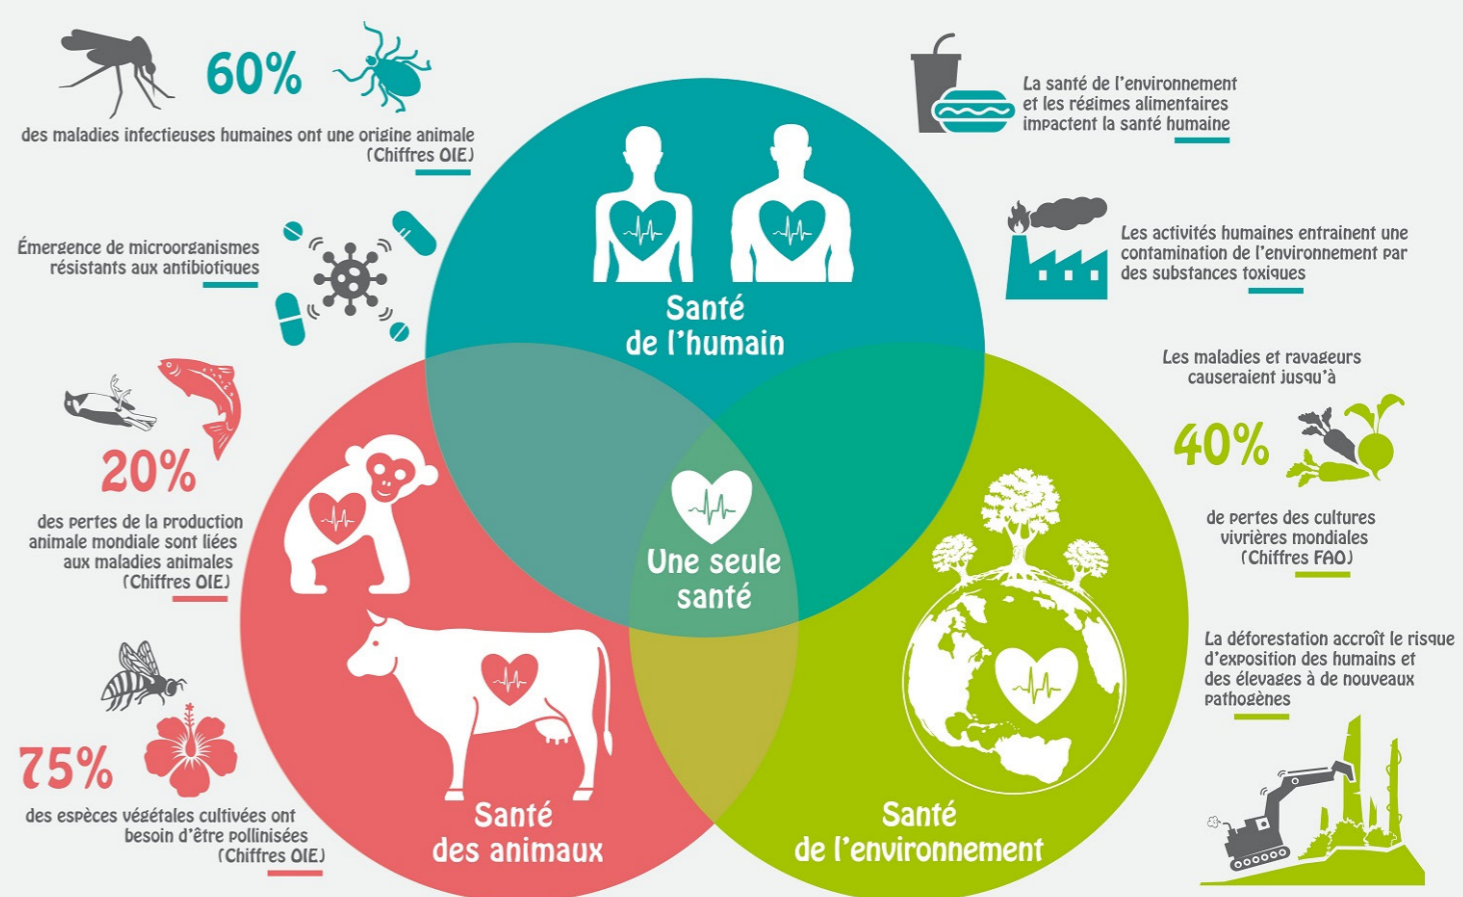 60%
des maladies infectieuses humaines ont une origine animale
(Chiffres OIE)
Émergence de microorganismes
résistants aux antibiotiques
20%
des pertes de la production
animale mondiale sont liées
aux maladies animales
(Chiffres OIE)
75%
des espèces végétales cultivées ont
besoin d'être pollinisées
(Chiffres OIE)
Santé
de l'humain
Une seule
santé
Santé
des animaux
Santé
de l'environnement
La santé de l'environnement
et les régimes alimentaires
impactent la santé humaine
Les activités humaines entrainent une
contamination de l'environnement par
des substances toxiques
Les maladies et ravageurs
causeraient jusqu'à
40%
de pertes des cultures
vivrières mondiales
(Chiffres FAO)
La déforestation accroît le risque
d'exposition des humains et
des élevages à de nouveaux
pathogènes